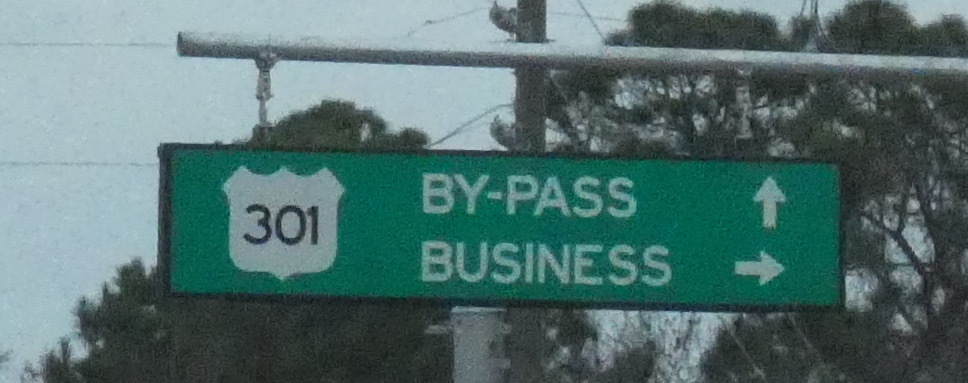 301
BY-PASS ↑
BUSINESS →